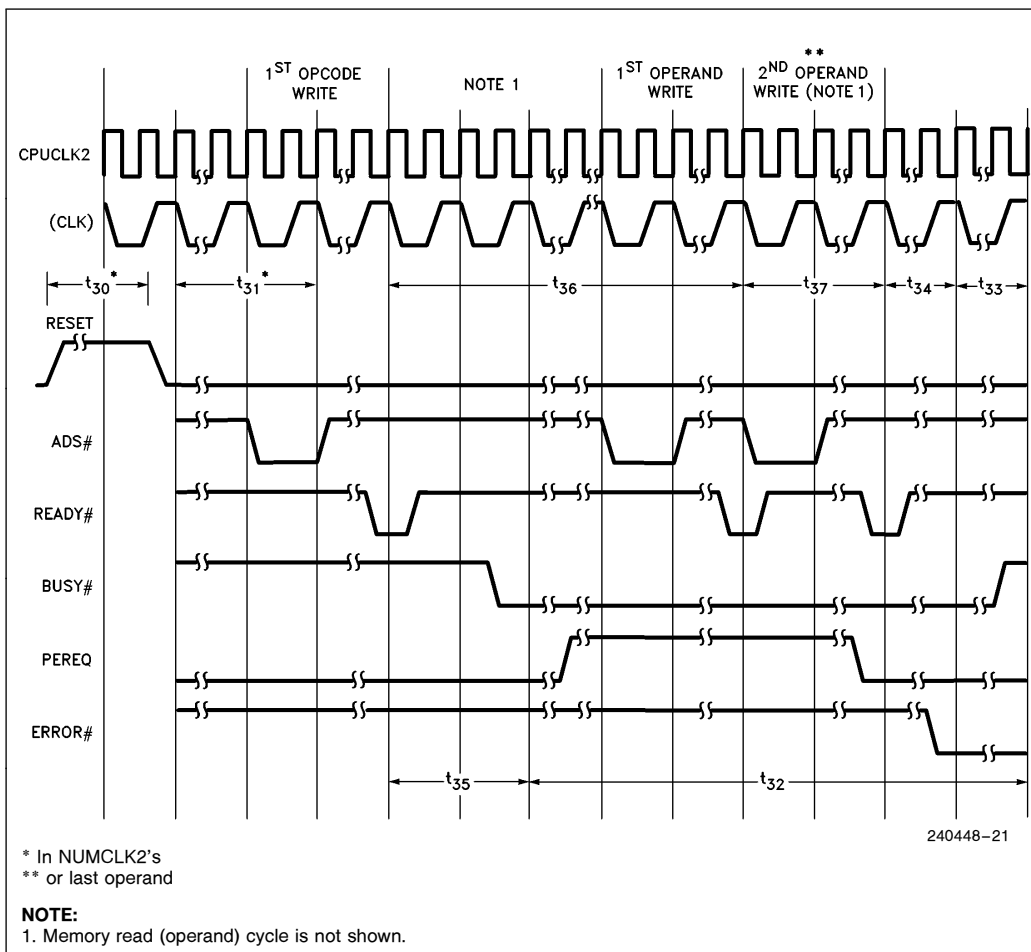 1ST OPCODE
WRITE
NOTE 1
1ST OPERAND
WRITE
**
2ND OPERAND
WRITE (NOTE 1)
CPUCLK2
(CLK)
t30*
t31*
t36
t37
t34
t33
RESET
ADS#
READY#
BUSY#
PEREQ
ERROR#
t35
t32
240448–21
* In NUMCLK2's
** or last operand
NOTE:
1. Memory read (operand) cycle is not shown.